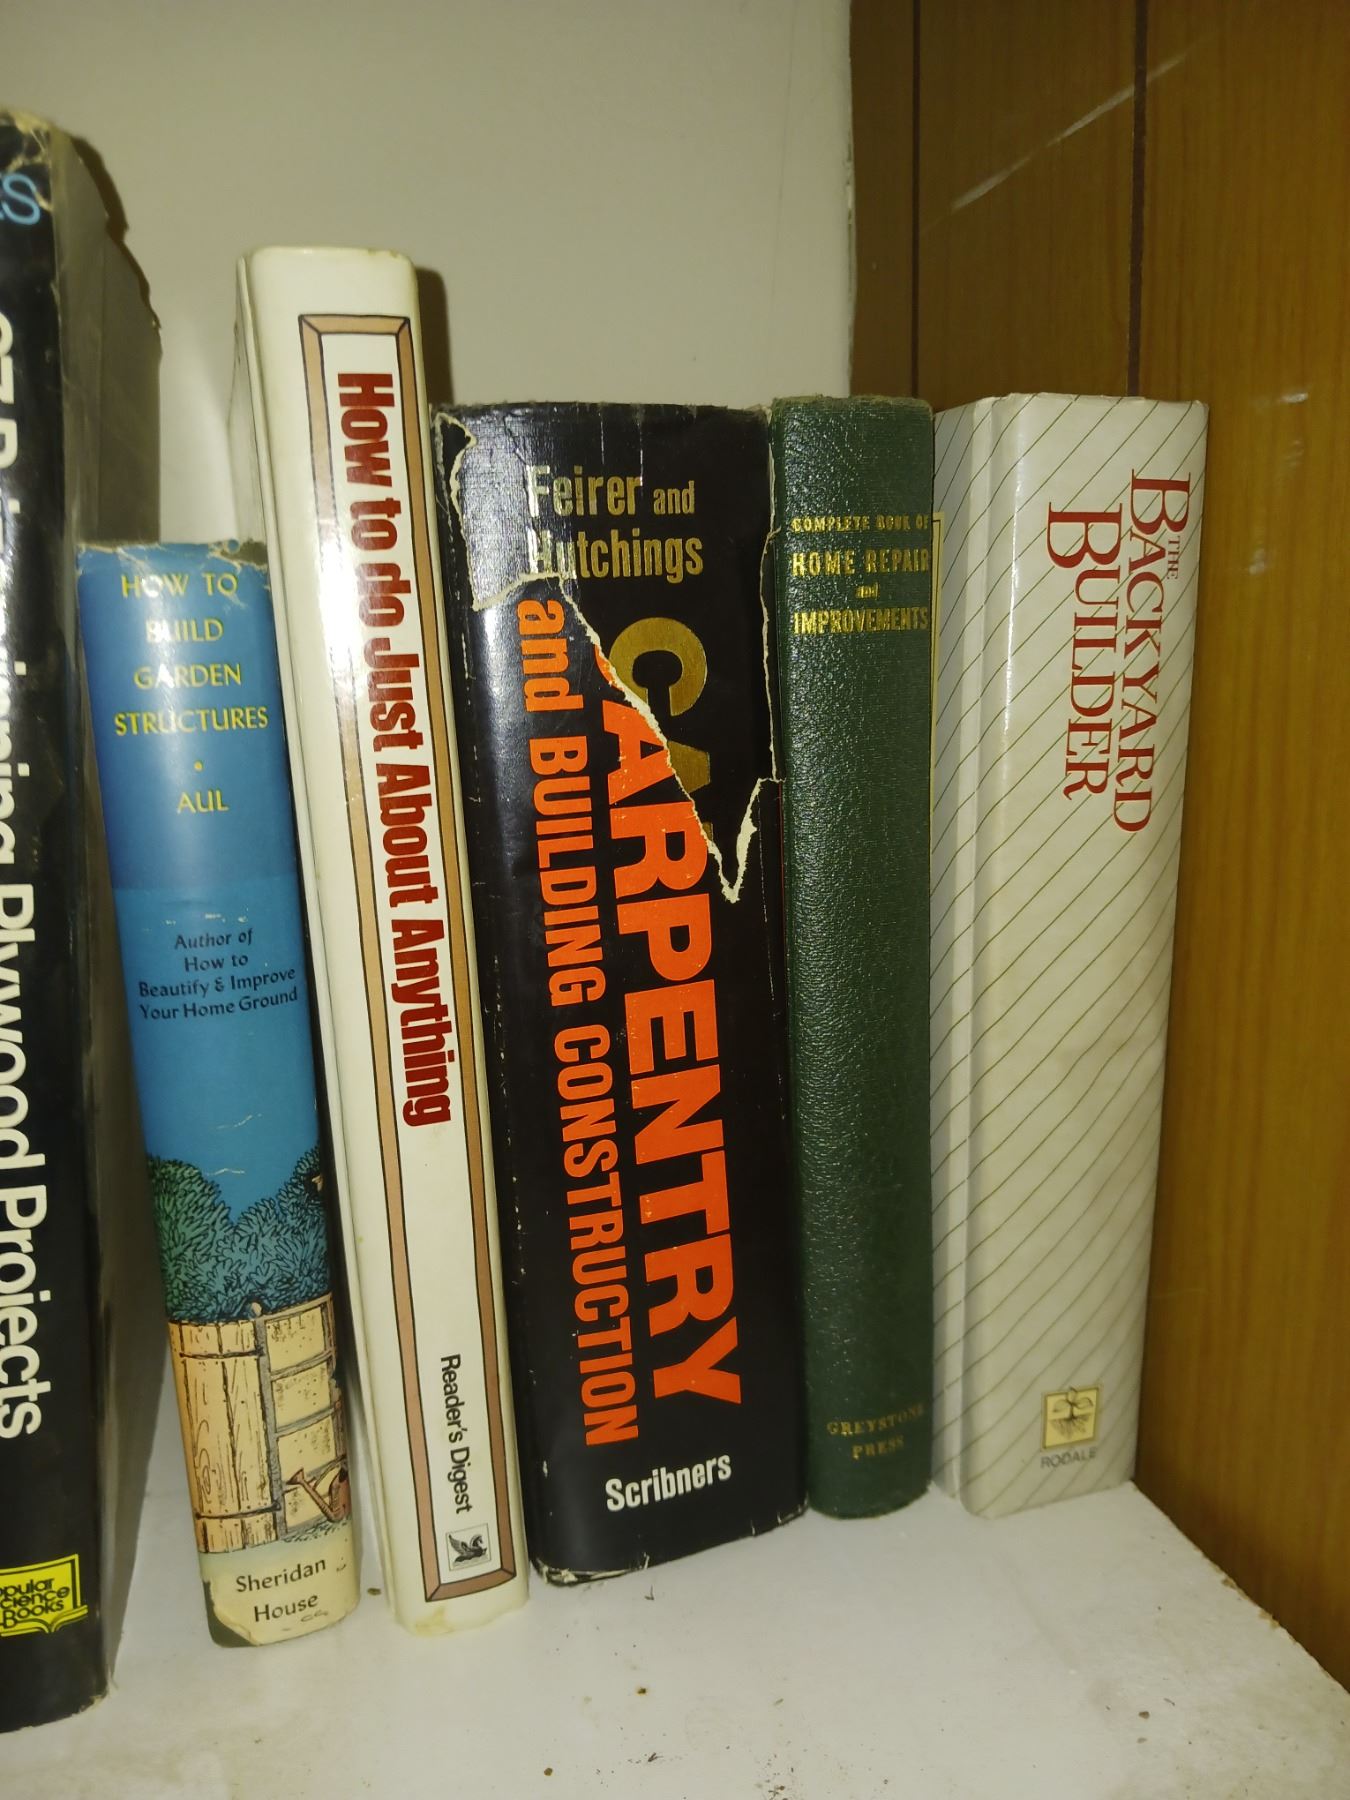 Plywood Projects
Popular
Science
Books
HOW TO
BUILD
GARDEN
STRUCTURES
•
AUL
Author of
How to
Beautify & Improve
Your Home Ground
Sheridan
House
How to do Just About Anything
Reader's Digest
Feirer and
Hutchings
CA
CARPENTRY
and BUILDING CONSTRUCTION
Scribners
COMPLETE BOOK OF
HOME REPAIR
and
IMPROVEMENTS
GREYSTONE
PRESS
THE
BACKYARD
BUILDER
RODALE